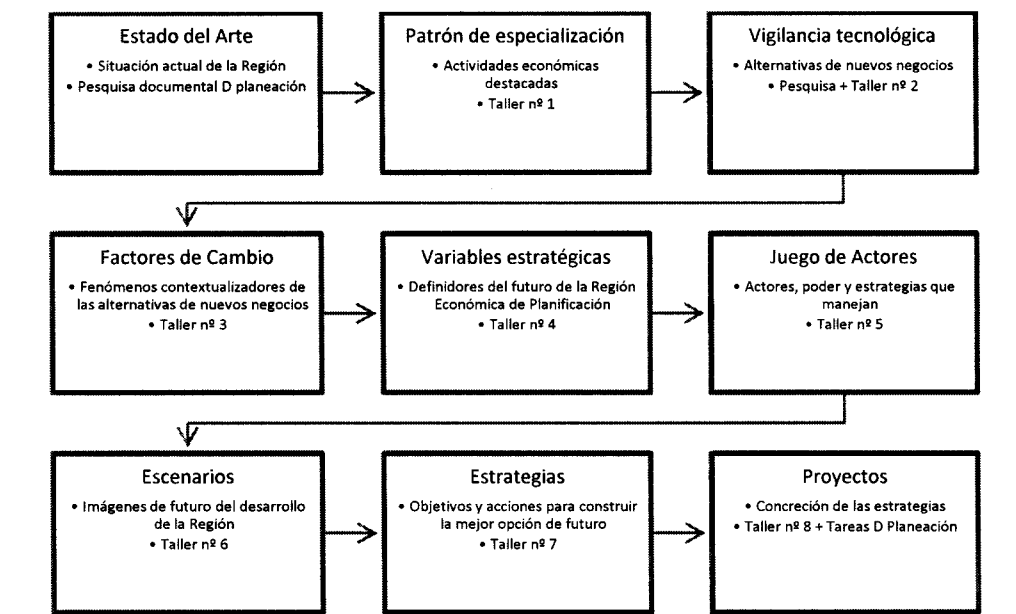 Estado del Arte
• Situación actual de la Región
• Pesquisa documental D planeación
Patrón de especialización
• Actividades económicas
destacadas
• Taller nº 1
Vigilancia tecnológica
• Alternativas de nuevos negocios
• Pesquisa + Taller nº 2
Factores de Cambio
• Fenómenos contextualizadores de
las alternativas de nuevos negocios
• Taller nº 3
Variables estratégicas
• Definidores del futuro de la Región
Económica de Planificación
• Taller nº 4
Juego de Actores
• Actores, poder y estrategias que
manejan
• Taller nº 5
Escenarios
• Imágenes de futuro del desarrollo
de la Región
• Taller nº 6
Estrategias
• Objetivos y acciones para construir
la mejor opción de futuro
• Taller nº 7
Proyectos
• Concreción de las estrategias
• Taller nº 8 + Tareas D Planeación